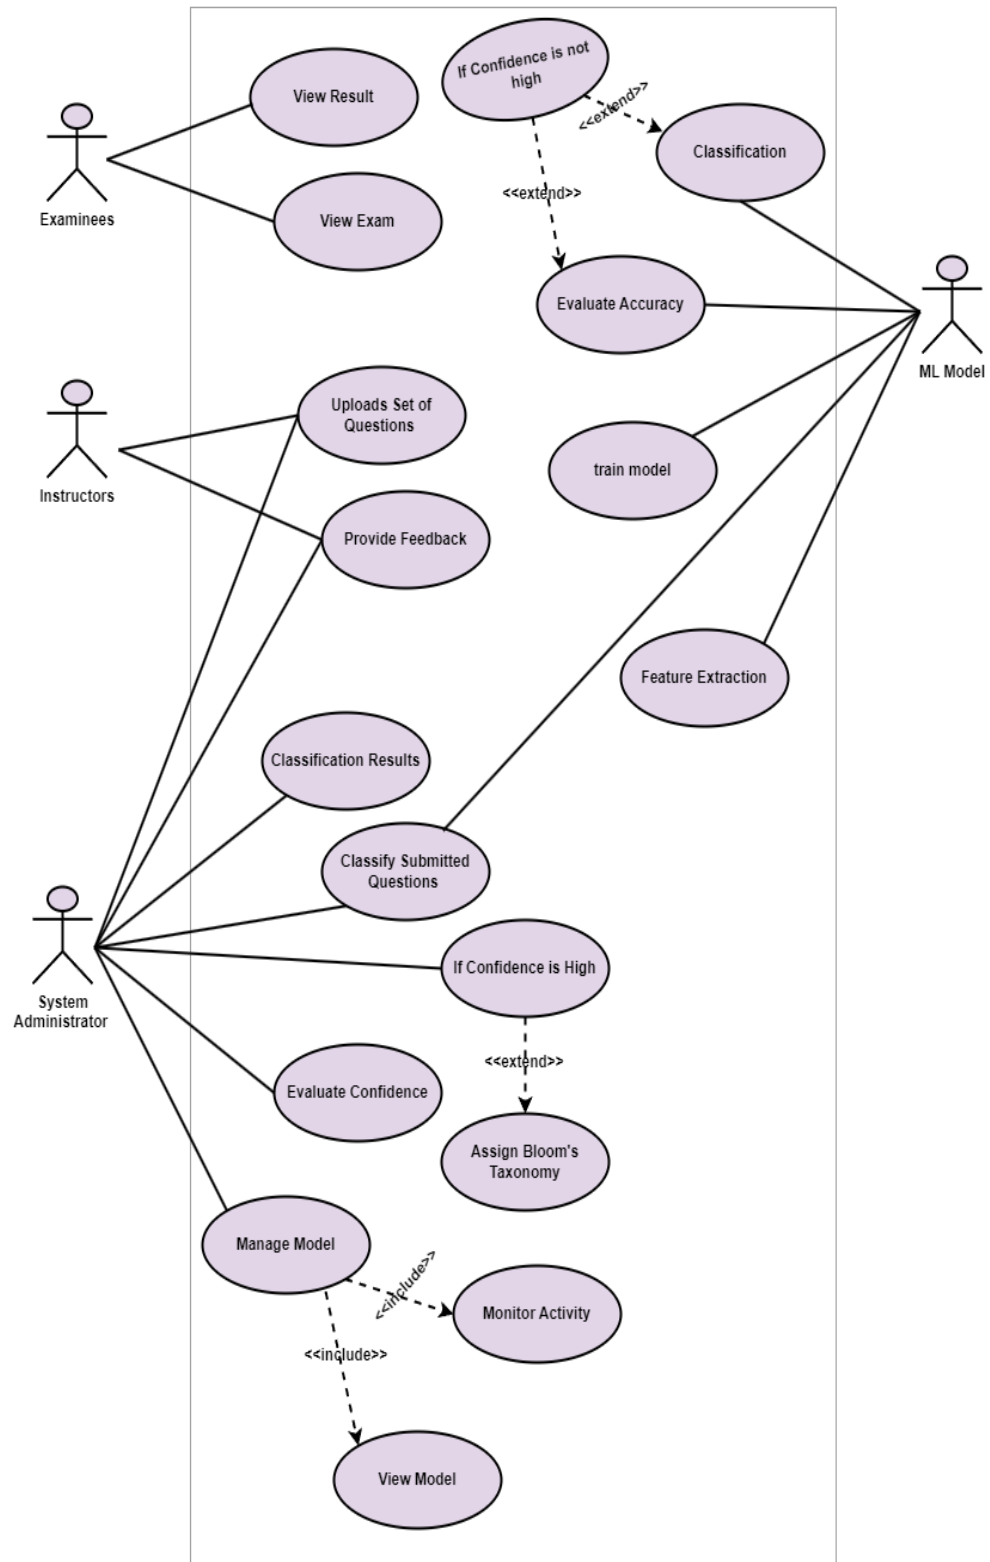 If Confidence is not
high
View Result
<<extend>>
Classification
Examinees
<<extend>>
View Exam
Evaluate Accuracy
ML Model
Uploads Set of
Questions
train model
Instructors
Provide Feedback
Feature Extraction
Classification Results
Classify Submitted
Questions
If Confidence is High
System
Administrator
<<extend>>
Evaluate Confidence
Assign Bloom's
Taxonomy
Manage Model
<<include>>
Monitor Activity
<<include>>
View Model